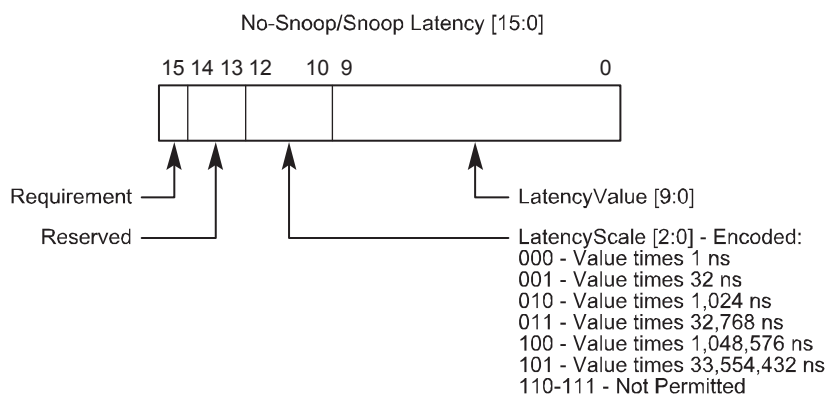 No-Snoop/Snoop Latency [15:0]
15 14 13 12 10 9 0
Requirement
LatencyValue [9:0]
Reserved
LatencyScale [2:0] - Encoded:
000 - Value times 1 ns
001 - Value times 32 ns
010 - Value times 1,024 ns
011 - Value times 32,768 ns
100 - Value times 1,048,576 ns
101 - Value times 33,554,432 ns
110-111 - Not Permitted